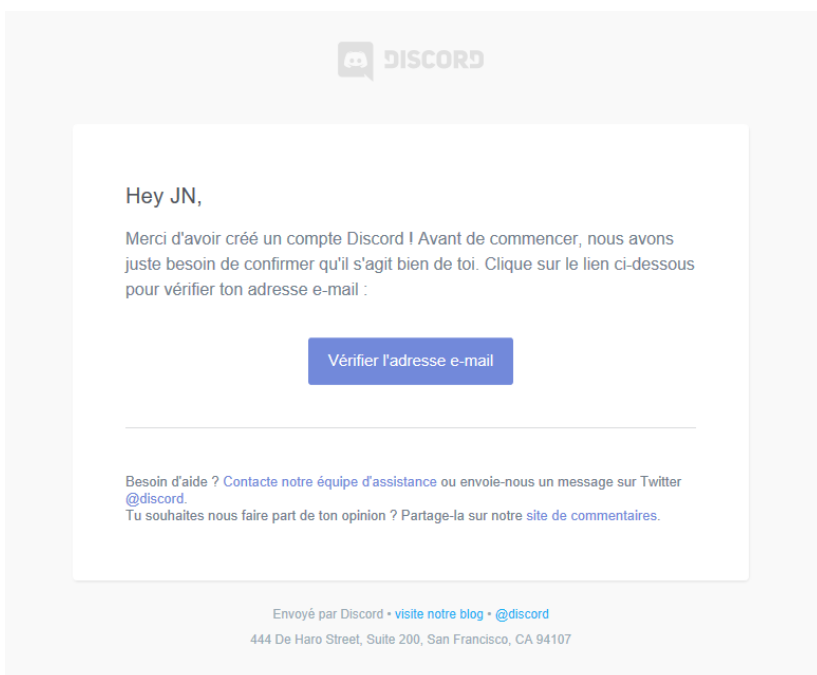 DISCORD
Hey JN,
Merci d'avoir créé un compte Discord ! Avant de commencer, nous avons
juste besoin de confirmer qu'il s'agit bien de toi. Clique sur le lien ci-dessous
pour vérifier ton adresse e-mail :
Vérifier l'adresse e-mail
Besoin d'aide ? Contacte notre équipe d'assistance ou envoie-nous un message sur Twitter
@discord.
Tu souhaites nous faire part de ton opinion ? Partage-la sur notre site de commentaires.
Envoyé par Discord • visite notre blog • @discord
444 De Haro Street, Suite 200, San Francisco, CA 94107